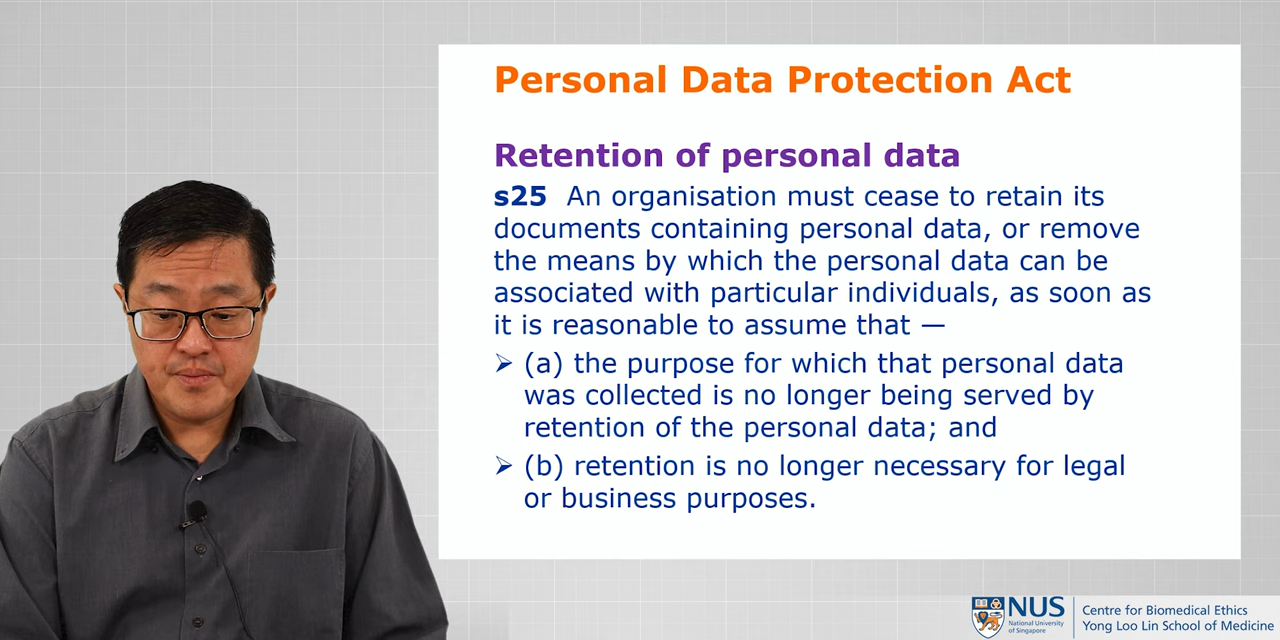 Personal Data Protection Act
Retention of personal data
s25 An organisation must cease to retain its
documents containing personal data, or remove
the means by which the personal data can be
associated with particular individuals, as soon as
it is reasonable to assume that —
➢ (a) the purpose for which that personal data
was collected is no longer being served by
retention of the personal data; and
➢ (b) retention is no longer necessary for legal
or business purposes.
NUS
National University
of Singapore
Centre for Biomedical Ethics
Yong Loo Lin School of Medicine